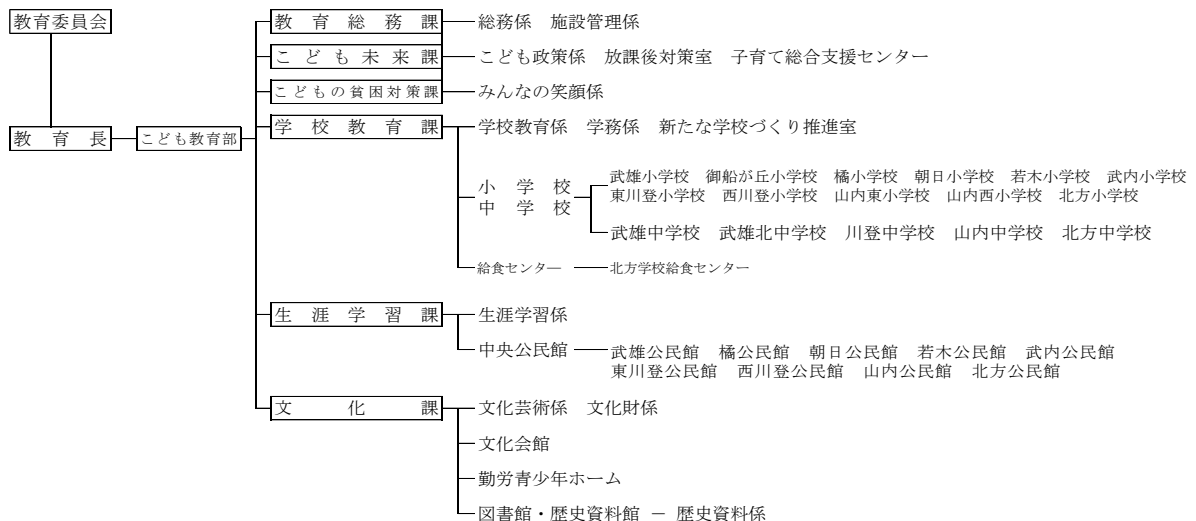 教育委員会
教育総務課 総務係 施設管理係
こども未来課 こども政策係 放課後対策室 子育て総合支援センター
こどもの貧困対策課 みんなの笑顔係
教育長 こども教育部 学校教育課 学校教育係 学務係 新たな学校づくり推進室
小学校
中学校
武雄小学校 御船が丘小学校 橘小学校 朝日小学校 若木小学校 武内小学校
東川登小学校 西川登小学校 山内東小学校 山内西小学校 北方小学校
武雄中学校 武雄北中学校 川登中学校 山内中学校 北方中学校
給食センター 北方学校給食センター
生涯学習課 生涯学習係
中央公民館 武雄公民館 橘公民館 朝日公民館 若木公民館 武内公民館
東川登公民館 西川登公民館 山内公民館 北方公民館
文化課 文化芸術係 文化財係
文化会館
勤労青少年ホーム
図書館・歴史資料館 − 歴史資料係